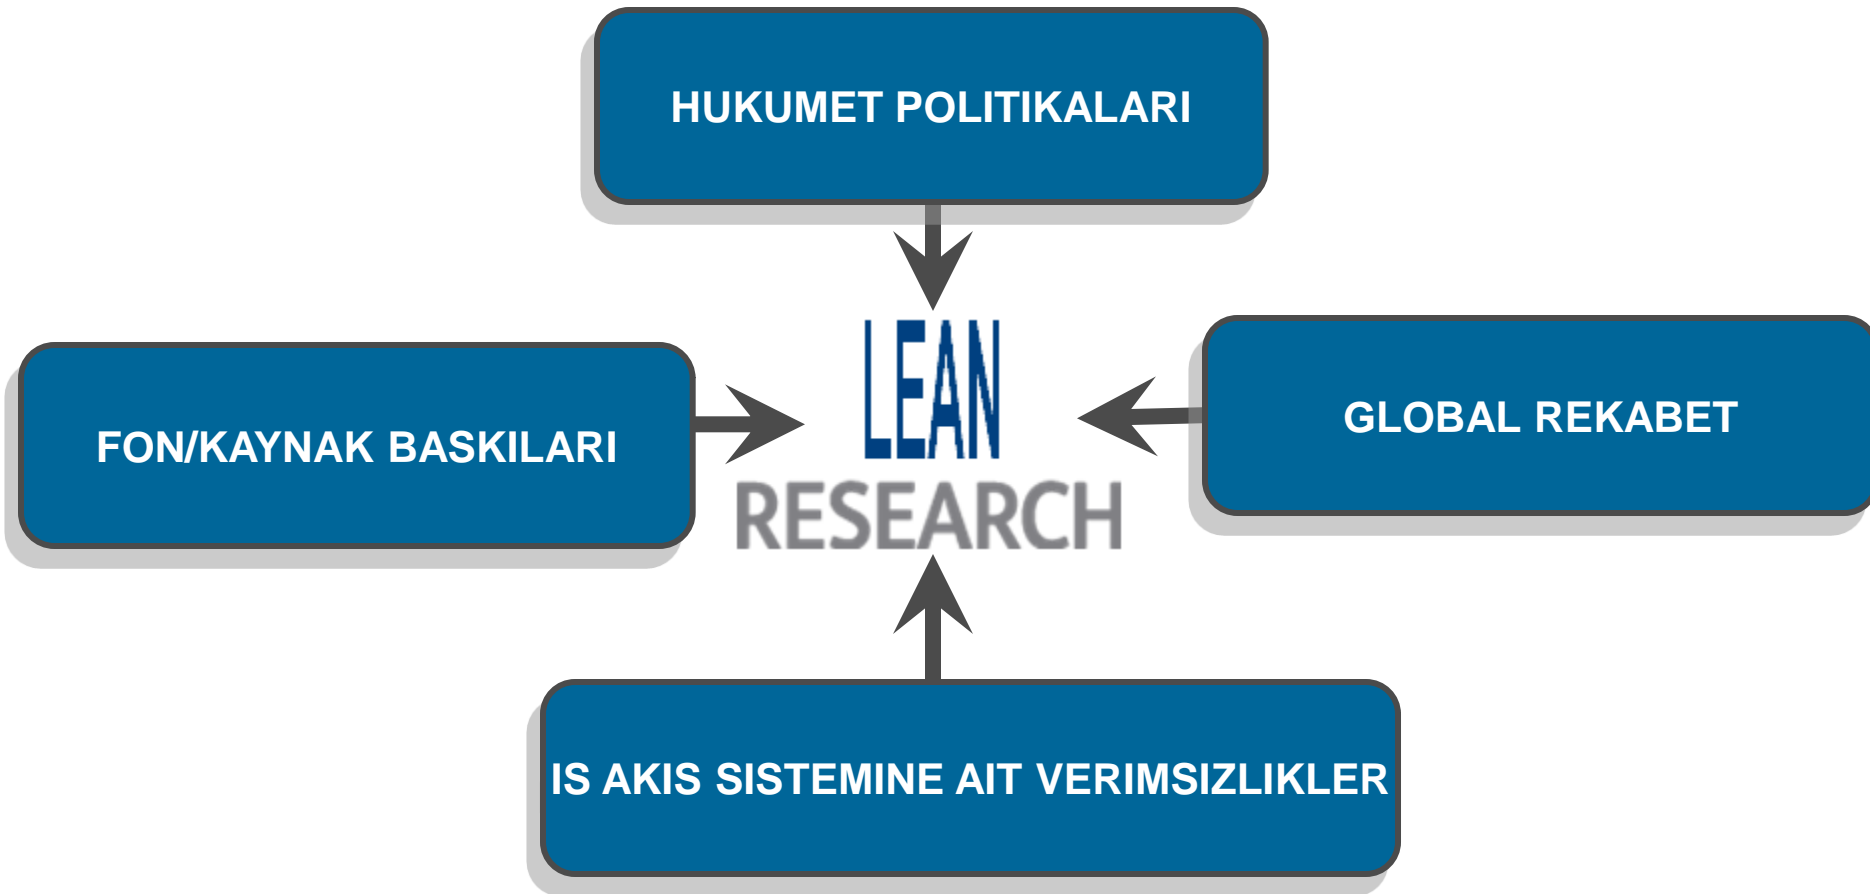 HUKUMET POLITIKALARI
LEAN
RESEARCH
FON/KAYNAK BASKILARI
GLOBAL REKABET
IS AKIS SISTEMINE AIT VERIMSIZLIKLER